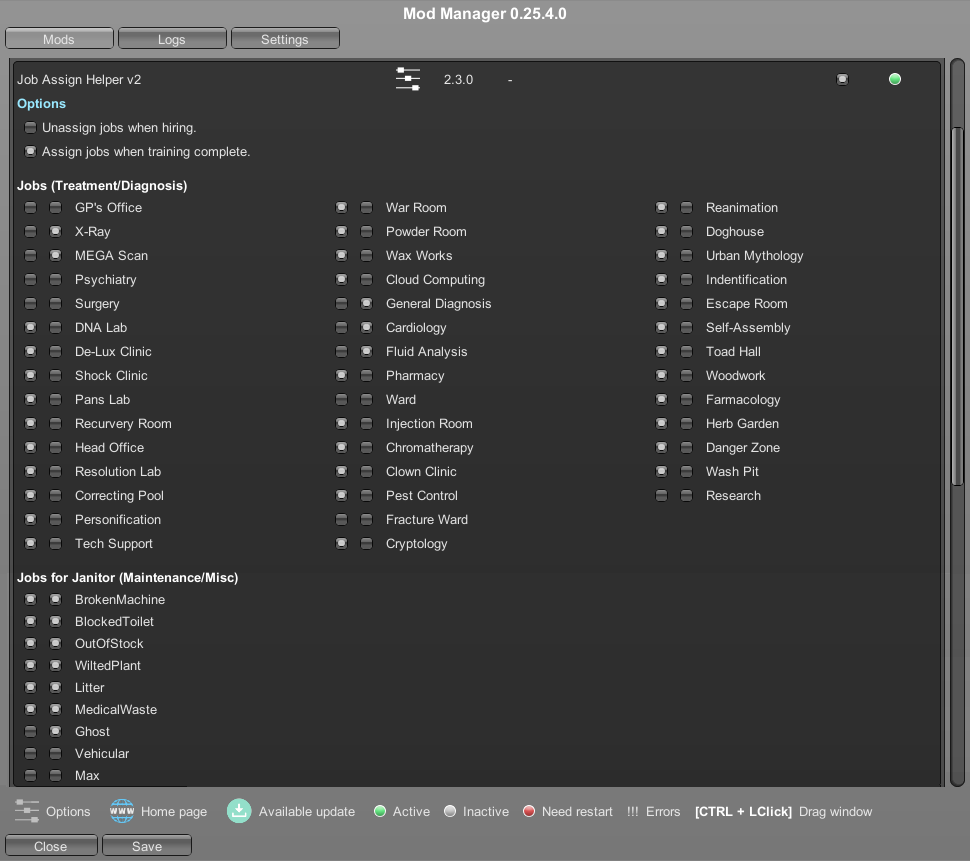 Mod Manager 0.25.4.0
Mods Logs Settings
Job Assign Helper v2 2.3.0 -
Options
Unassign jobs when hiring.
Assign jobs when training complete.
Jobs (Treatment/Diagnosis)
GP's Office War Room Reanimation
X-Ray Powder Room Doghouse
MEGA Scan Wax Works Urban Mythology
Psychiatry Cloud Computing Indentification
Surgery General Diagnosis Escape Room
DNA Lab Cardiology Self-Assembly
De-Lux Clinic Fluid Analysis Toad Hall
Shock Clinic Pharmacy Woodwork
Pans Lab Ward Farmacology
Recurvery Room Injection Room Herb Garden
Head Office Chromatherapy Danger Zone
Resolution Lab Clown Clinic Wash Pit
Correcting Pool Pest Control Research
Personification Fracture Ward
Tech Support Cryptology
Jobs for Janitor (Maintenance/Misc)
BrokenMachine
BlockedToilet
OutOfStock
WiltedPlant
Litter
MedicalWaste
Ghost
Vehicular
Max
Options www Home page Available update Active Inactive Need restart !!! Errors [CTRL + LClick] Drag window
Close Save